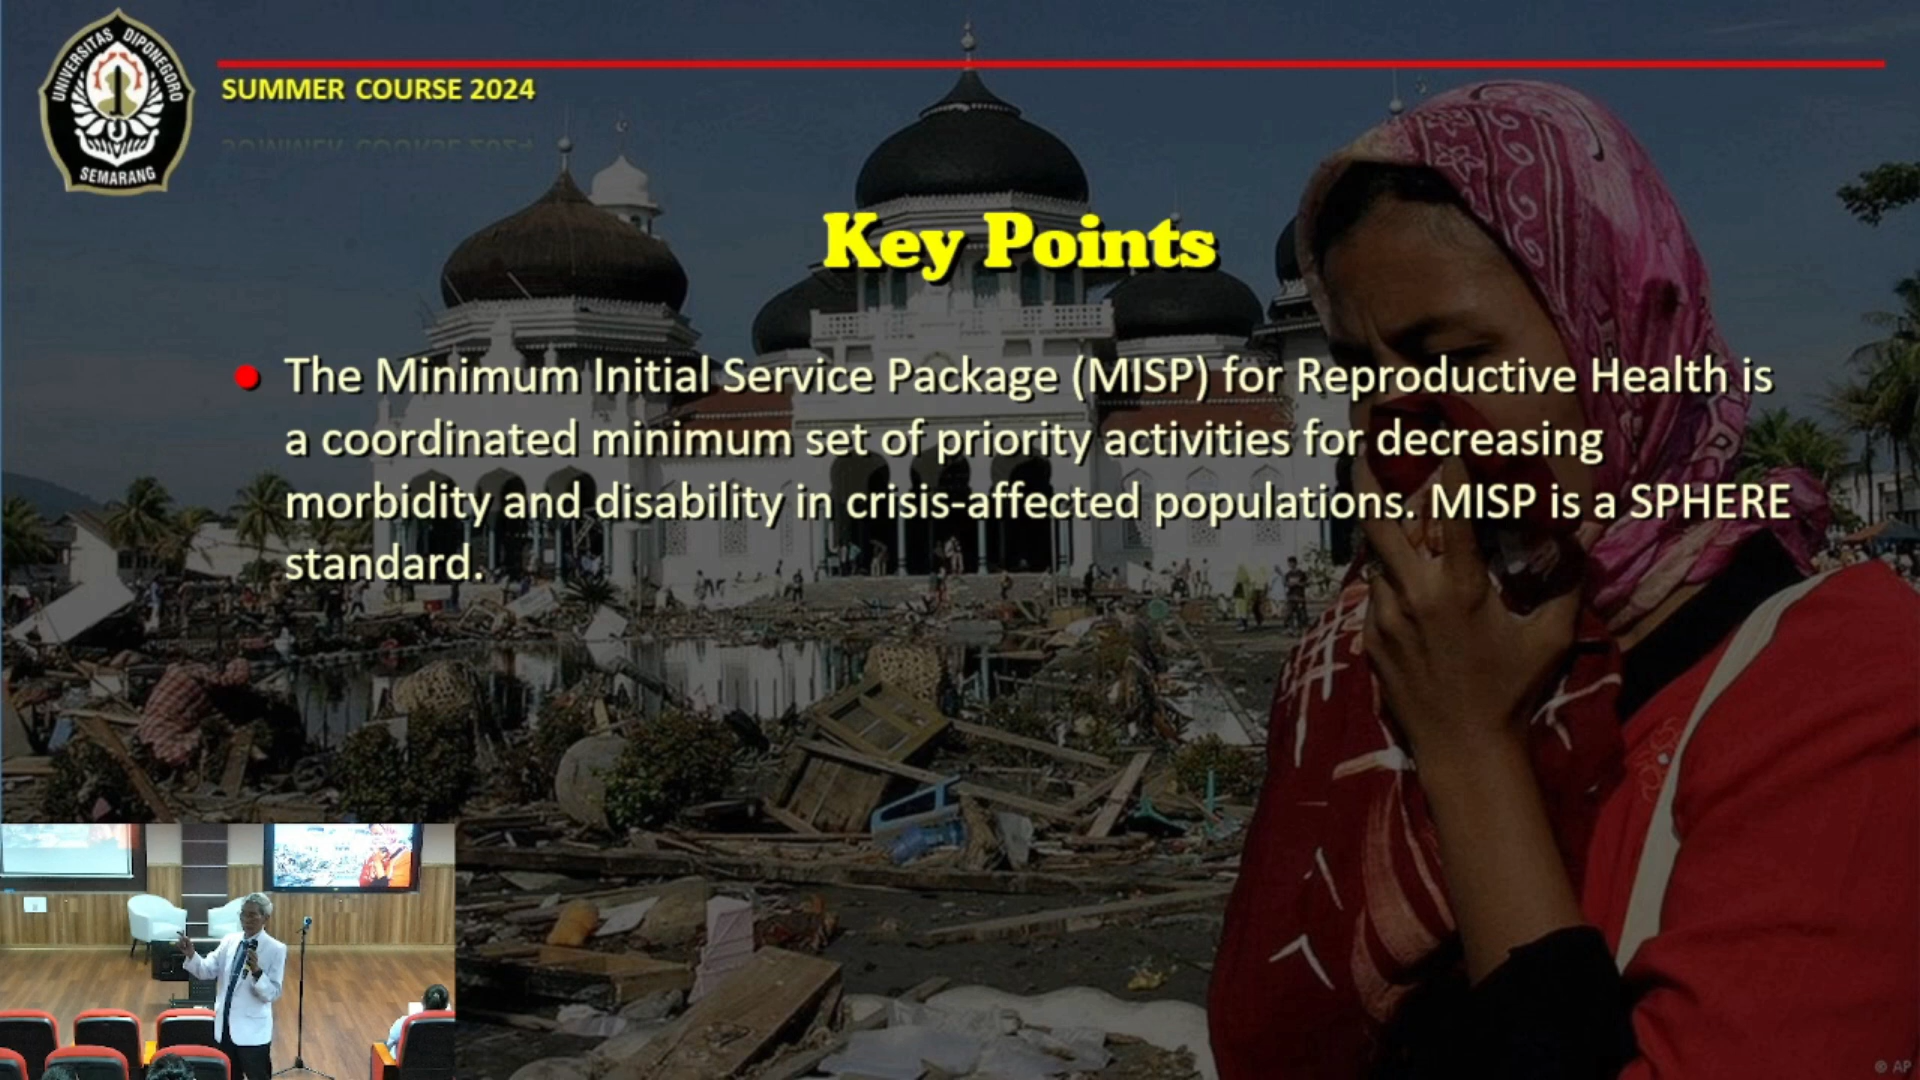 UNIVERSITAS DIPONEGORO
SEMARANG
SUMMER COURSE 2024
Key Points
The Minimum Initial Service Package (MISP) for Reproductive Health is
a coordinated minimum set of priority activities for decreasing
morbidity and disability in crisis-affected populations. MISP is a SPHERE
standard.
© AP